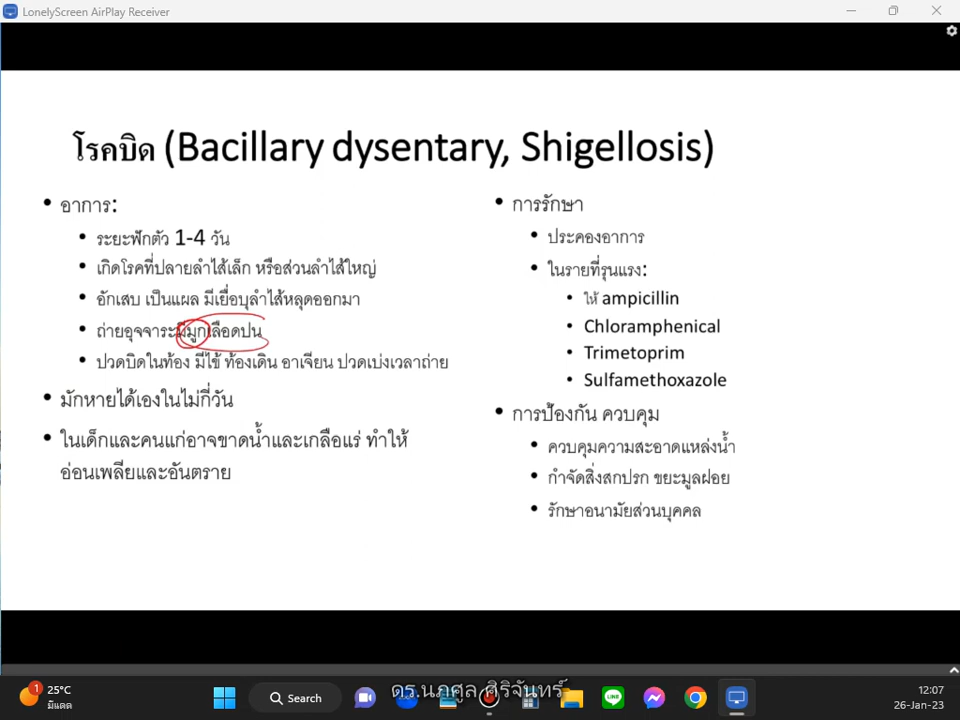 LonelyScreen AirPlay Receiver
โรคบิด (Bacillary dysentary, Shigellosis)
• อาการ:
• ระยะฟักตัว 1-4 วัน
• เกิดโรคที่ปลายลำไส้เล็ก หรือส่วนลำไส้ใหญ่
• อักเสบ เป็นแผล มีเยื่อบุลำไส้หลุดออกมา
• ถ่ายอุจจาระมีมูกเลือดปน
• ปวดบิดในท้อง มีไข้ ท้องเดิน อาเจียน ปวดเบ่งเวลาถ่าย
• มักหายได้เองในไม่กี่วัน
• ในเด็กและคนแก่อาจขาดน้ำและเกลือแร่ ทำให้
อ่อนเพลียและอันตราย
• การรักษา
• ประคองอาการ
• ในรายที่รุนแรง:
• ให้ ampicillin
• Chloramphenical
• Trimetoprim
• Sulfamethoxazole
• การป้องกัน ควบคุม
• ควบคุมความสะอาดแหล่งน้ำ
• กำจัดสิ่งสกปรก ขยะมูลฝอย
• รักษาอนามัยส่วนบุคคล
1
25°C
มีแดด
Search
ดร.นภศูล ศิริจันทร์
LINE
12:07
26-Jan-23